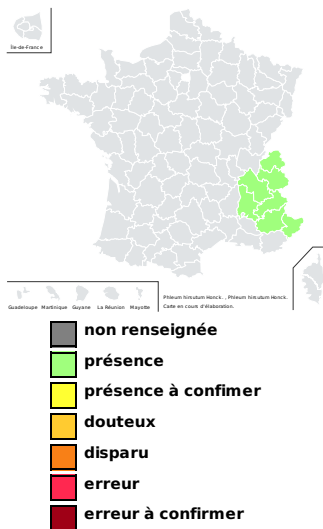 Île-de-France
Guadeloupe Martinique Guyane La Réunion Mayotte
Phleum hirsutum Honck. , Phleum hirsutum Honck.
Carte en cours d'élaboration.
non renseignée
présence
présence à confimer
douteux
disparu
erreur
erreur à confirmer